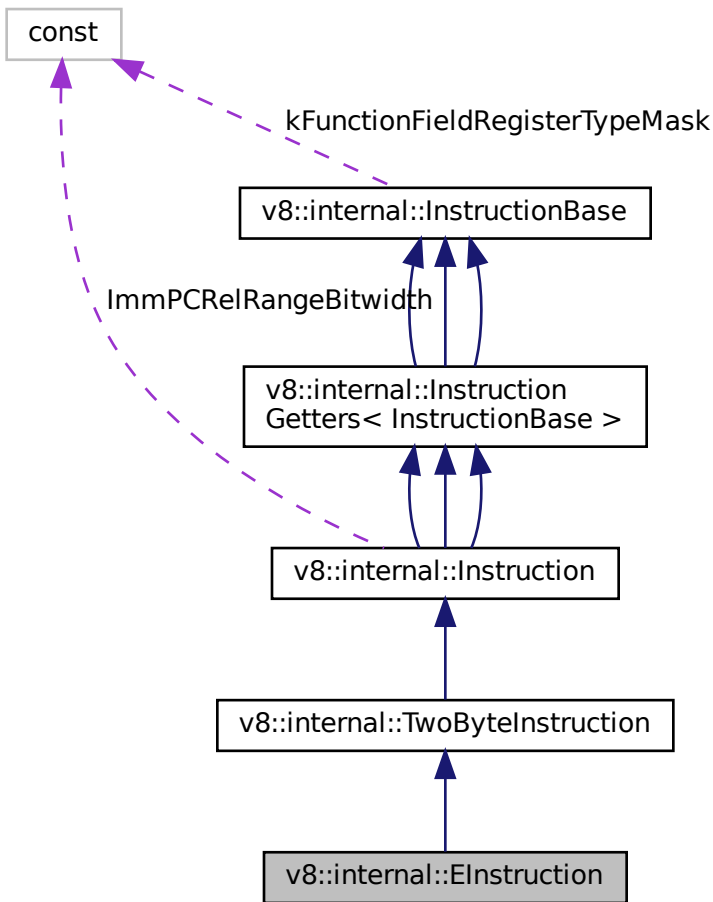 const
kFunctionFieldRegisterTypeMask
v8::internal::InstructionBase
ImmPCRelRangeBitwidth
v8::internal::Instruction
Getters< InstructionBase >
v8::internal::Instruction
v8::internal::TwoByteInstruction
v8::internal::EInstruction